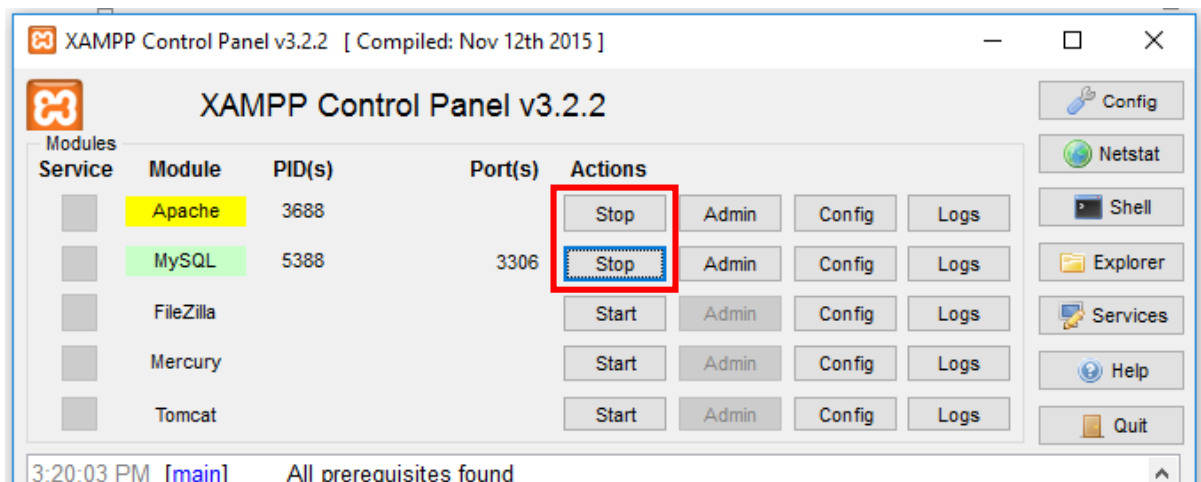 XAMPP Control Panel v3.2.2 [ Compiled: Nov 12th 2015 ]
XAMPP Control Panel v3.2.2
Config
Modules
Service Module PID(s) Port(s) Actions
Netstat
Apache 3688 Stop Admin Config Logs
Shell
MySQL 5388 3306 Stop Admin Config Logs
Explorer
FileZilla Start Admin Config Logs
Services
Mercury Start Admin Config Logs
Help
Tomcat Start Admin Config Logs
Quit
3:20:03 PM [main] All prerequisites found